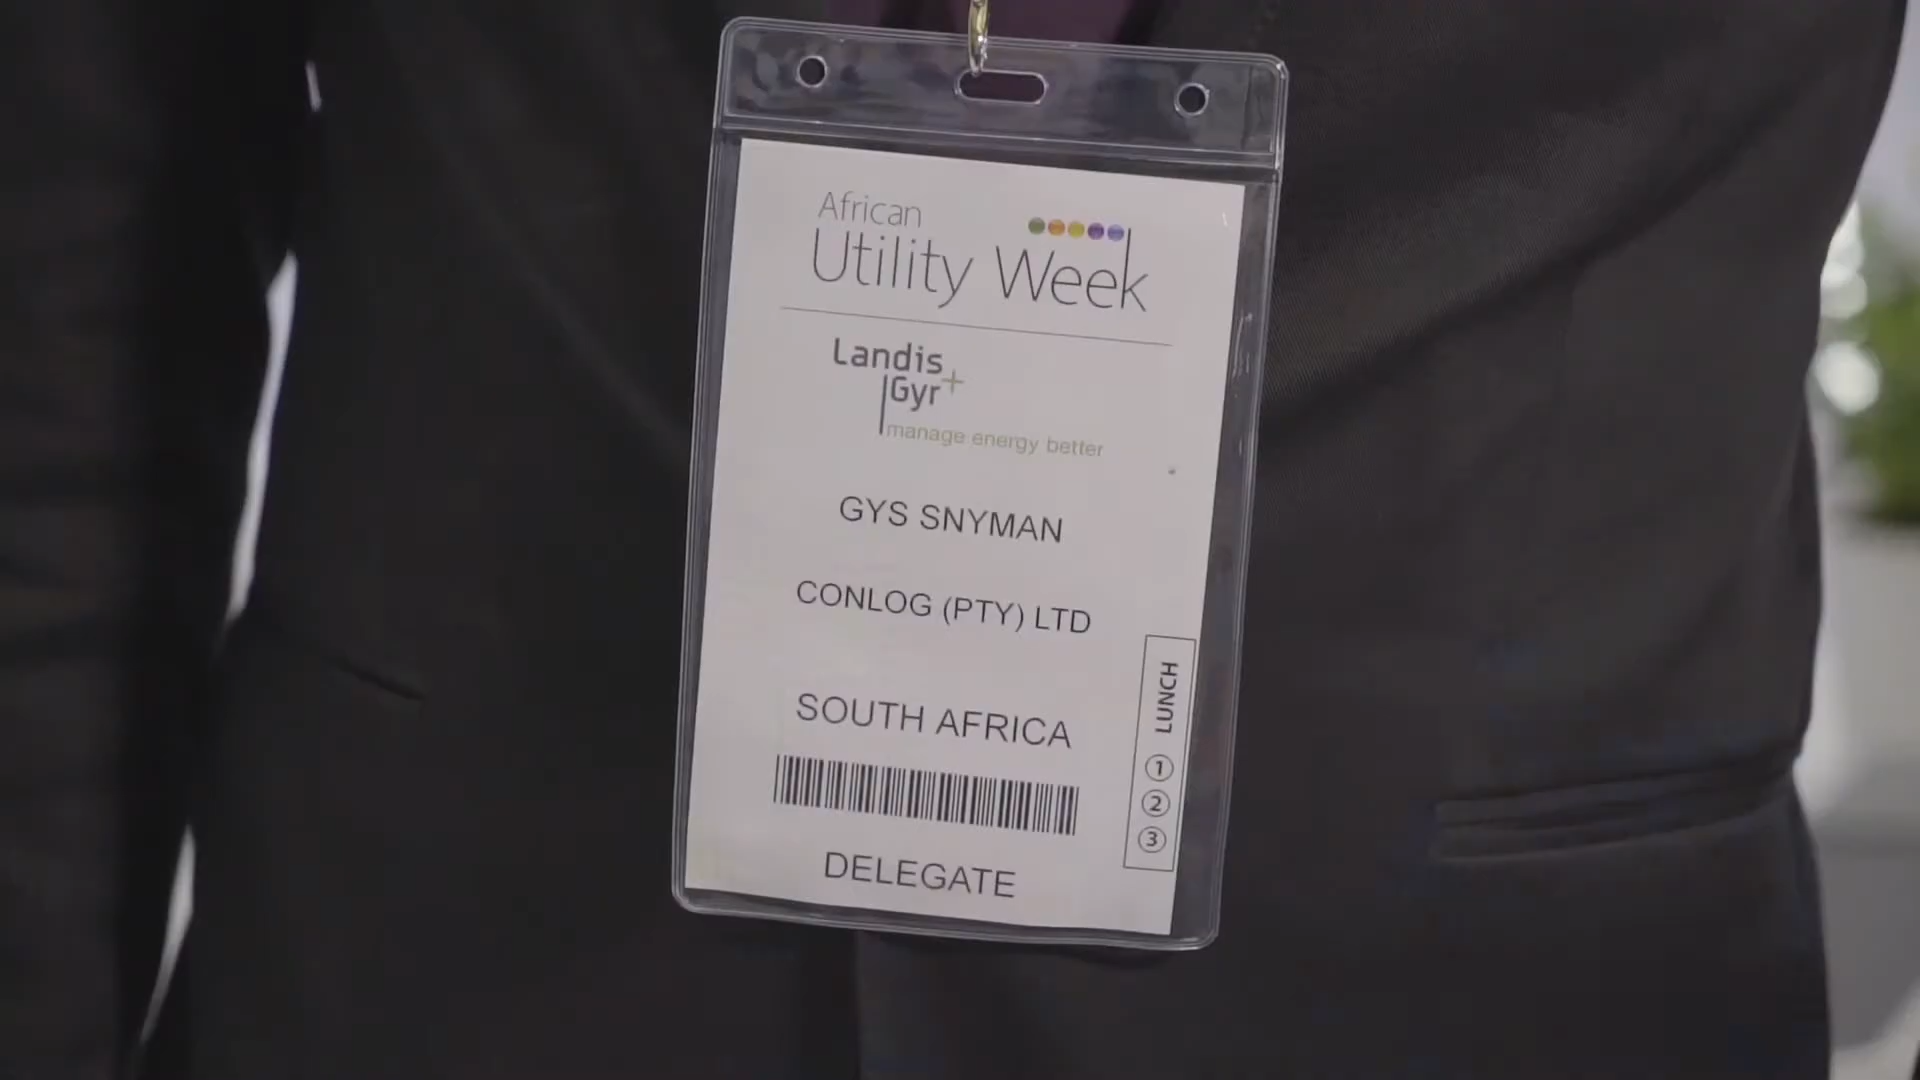 African
Utility Week
Landis
Gyr+
manage energy better
GYS SNYMAN
CONLOG (PTY) LTD
SOUTH AFRICA
LUNCH
1
2
3
DELEGATE